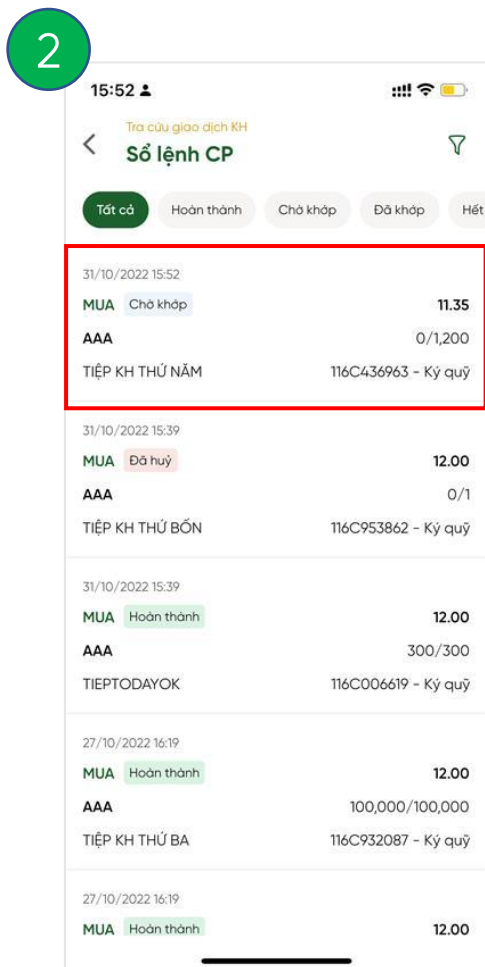 2
15:52
Tra cứu giao dịch KH
Sổ lệnh CP
Tất cả Hoàn thành Chờ khớp Đã khớp Hết
31/10/2022 15:52
MUA Chờ khớp 11.35
AAA 0/1,200
TIỆP KH THỨ NĂM 116C436963 - Ký quỹ
31/10/2022 15:39
MUA Đã huỷ 12.00
AAA 0/1
TIỆP KH THỨ BỐN 116C953862 - Ký quỹ
31/10/2022 15:39
MUA Hoàn thành 12.00
AAA 300/300
TIEPTODAYOK 116C006619 - Ký quỹ
27/10/2022 16:19
MUA Hoàn thành 12.00
AAA 100,000/100,000
TIỆP KH THỨ BA 116C932087 - Ký quỹ
27/10/2022 16:19
MUA Hoàn thành 12.00